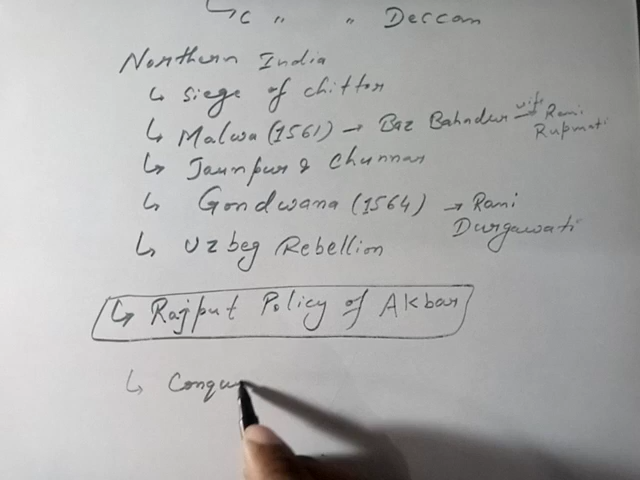 ↳ C " " Deccan
Northern India
↳ Siege of chittor
↳ Malwa (1561) → Baz Bahadur wife→ Rani Rupmati
↳ Jaunpur & Chunnar
↳ Gondwana (1564) → Rani Durgawati
↳ Uzbeg Rebellion
↳ Rajput Policy of Akbar
↳ Conqu